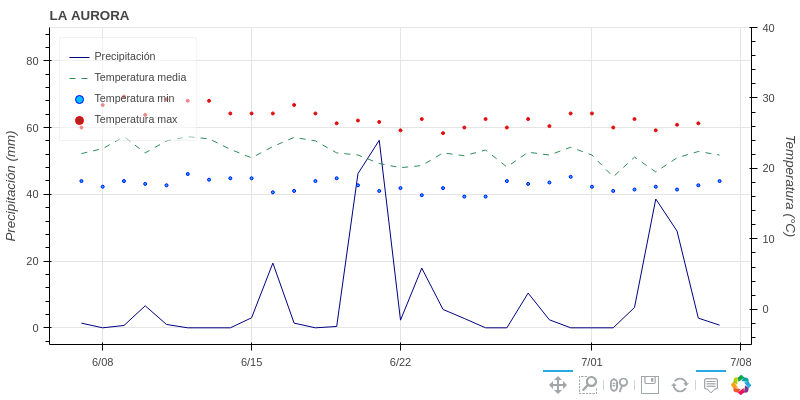 LA AURORA
Precipitación
Temperatura media
Temperatura min
Temperatura max
Precipitación (mm)
80
60
40
20
0
40
30
20
10
0
Temperatura (°C)
6/08
6/15
6/22
7/01
7/08